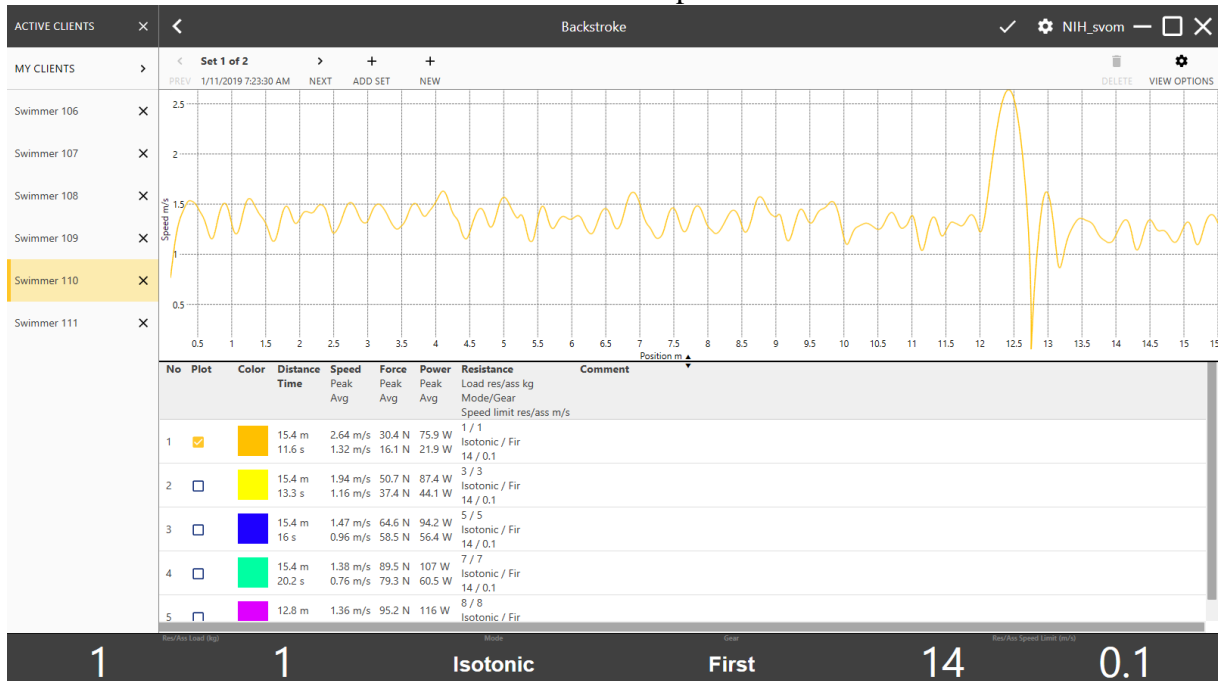 ACTIVE CLIENTS
Backstroke
NIH_svom
MY CLIENTS
Set 1 of 2
PREV 1/11/2019 7:23:30 AM NEXT ADD SET NEW
DELETE VIEW OPTIONS
Swimmer 106
Swimmer 107
Swimmer 108
Swimmer 109
Swimmer 110
Swimmer 111
Speed m/s
2.5
2
1.5
1
0.5
0.5 1 1.5 2 2.5 3 3.5 4 4.5 5 5.5 6 6.5 7 7.5 8 8.5 9 9.5 10 10.5 11 11.5 12 12.5 13 13.5 14 14.5 15 15
Position m
No Plot Color Distance Speed Force Power Resistance Comment
Time Peak Peak Peak Load res/ass kg
Avg Avg Avg Mode/Gear
Speed limit res/ass m/s
1 15.4 m 2.64 m/s 30.4 N 75.9 W 1 / 1
11.6 s 1.32 m/s 16.1 N 21.9 W Isotonic / Fir
14 / 0.1
2 15.4 m 1.94 m/s 50.7 N 87.4 W 3 / 3
13.3 s 1.16 m/s 37.4 N 44.1 W Isotonic / Fir
14 / 0.1
3 15.4 m 1.47 m/s 64.6 N 94.2 W 5 / 5
16 s 0.96 m/s 58.5 N 56.4 W Isotonic / Fir
14 / 0.1
4 15.4 m 1.38 m/s 89.5 N 107 W 7 / 7
20.2 s 0.76 m/s 79.3 N 60.5 W Isotonic / Fir
14 / 0.1
5 12.8 m 1.36 m/s 95.2 N 116 W 8 / 8
Isotonic / Fir
Res/Ass Load (kg) Mode Gear Res/Ass Speed Limit (m/s)
1 1 Isotonic First 14 0.1